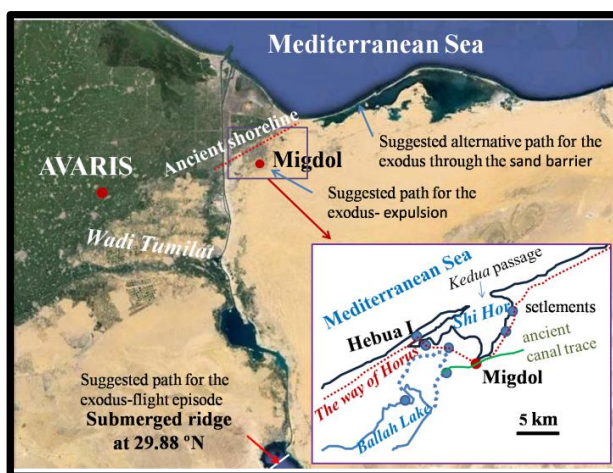 Mediterranean Sea
Ancient shoreline
Suggested alternative path for the
exodus through the sand barrier
AVARIS
Migdol
Suggested path for the
exodus- expulsion
Wadi Tumilat
Mediterranean Sea
Kedua passage
Shi Hor
setlements
Hebua I
ancient
canal trace
The way of Horus
Migdol
Ballah Lake
5 km
Suggested path for the
exodus-flight episode
Submerged ridge
at 29.88 ºN